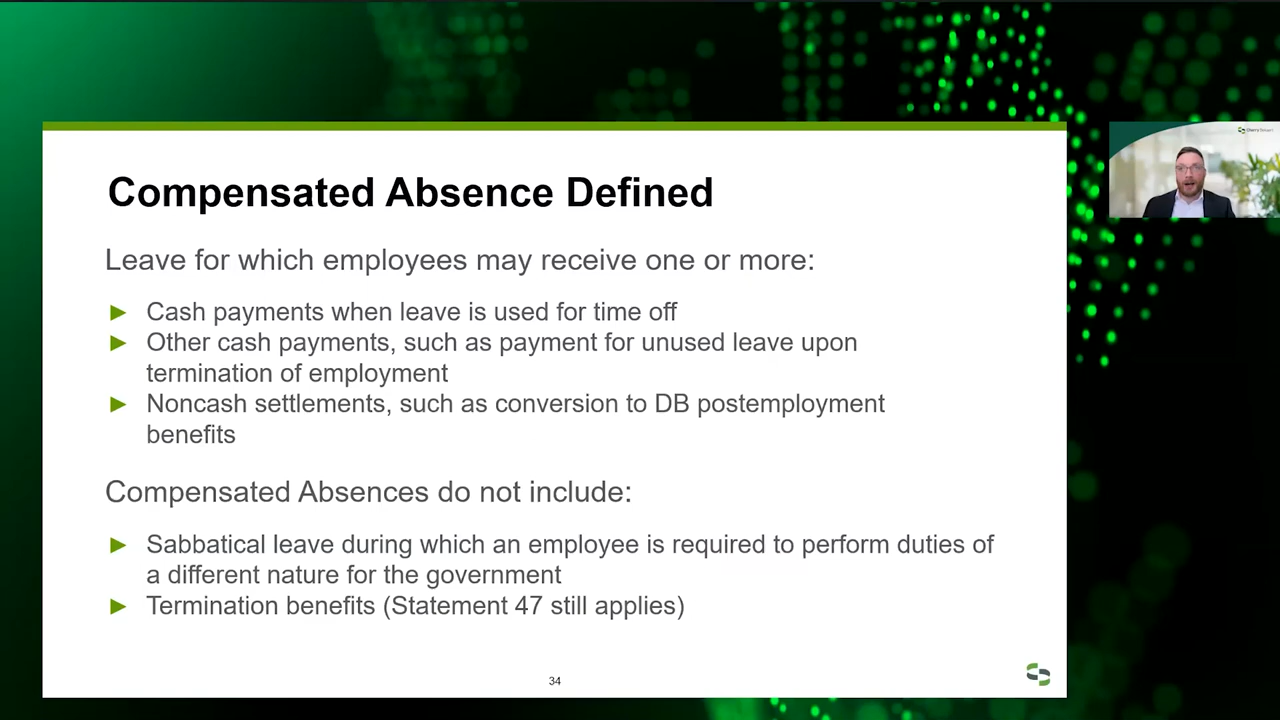 Compensated Absence Defined
Leave for which employees may receive one or more:
► Cash payments when leave is used for time off
► Other cash payments, such as payment for unused leave upon
termination of employment
► Noncash settlements, such as conversion to DB postemployment
benefits
Compensated Absences do not include:
► Sabbatical leave during which an employee is required to perform duties of
a different nature for the government
► Termination benefits (Statement 47 still applies)
34